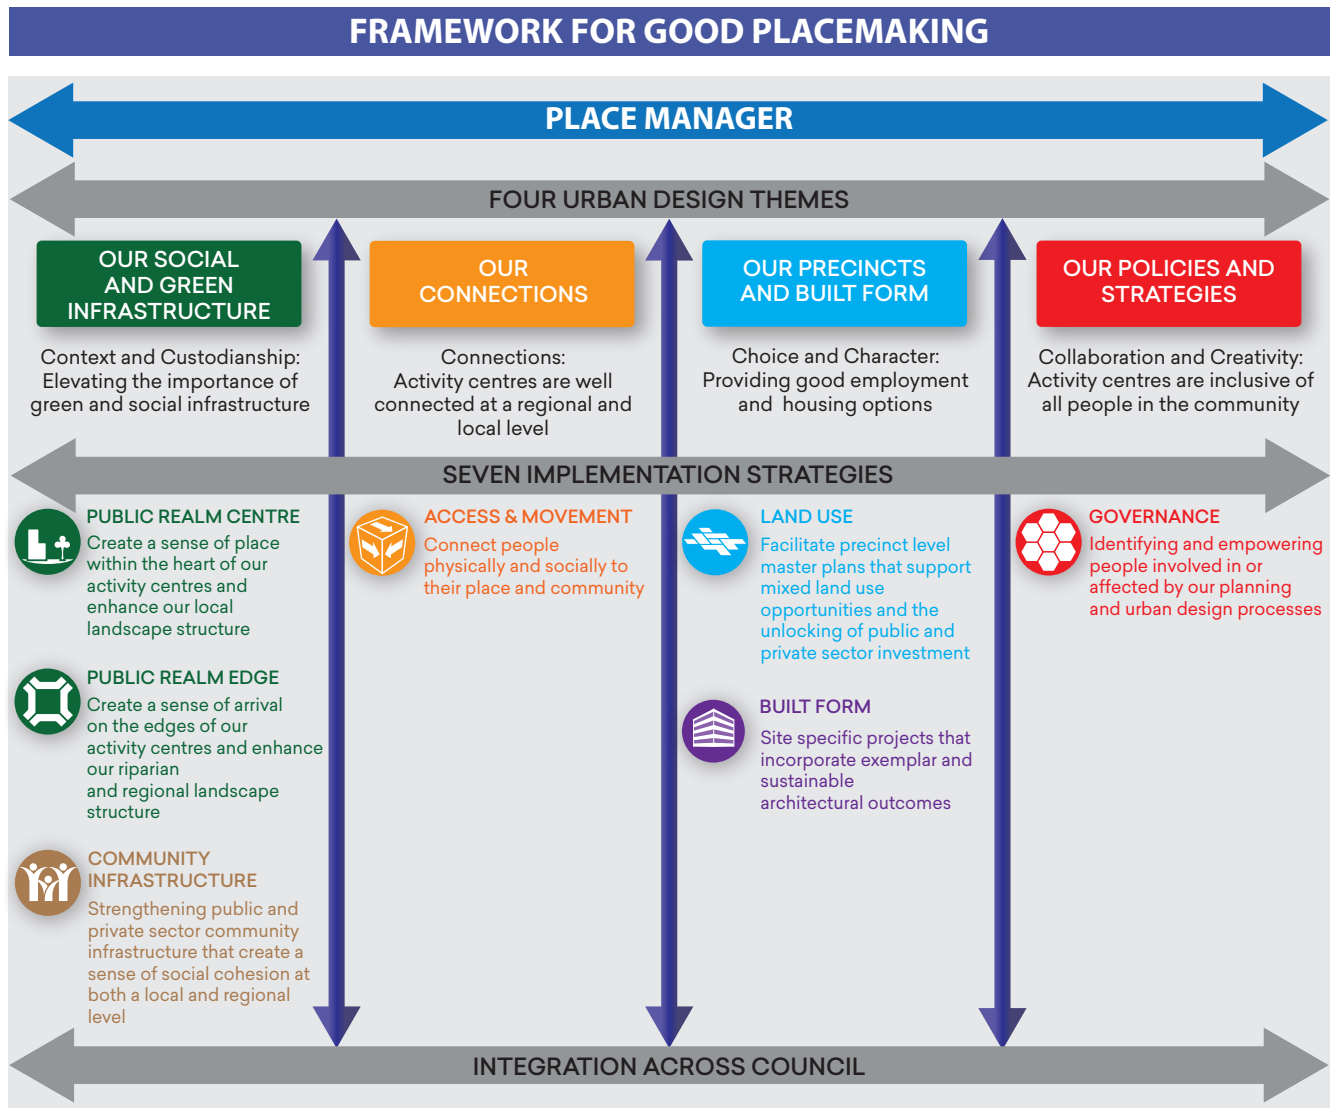 FRAMEWORK FOR GOOD PLACEMAKING
PLACE MANAGER
FOUR URBAN DESIGN THEMES
OUR SOCIAL
AND GREEN
INFRASTRUCTURE
Context and Custodianship:
Elevating the importance of
green and social infrastructure
OUR
CONNECTIONS
Connections:
Activity centres are well
connected at a regional and
local level
OUR PRECINCTS
AND BUILT FORM
Choice and Character:
Providing good employment
and housing options
OUR POLICIES AND
STRATEGIES
Collaboration and Creativity:
Activity centres are inclusive of
all people in the community
SEVEN IMPLEMENTATION STRATEGIES
PUBLIC REALM CENTRE
Create a sense of place
within the heart of our
activity centres and
enhance our local
landscape structure
PUBLIC REALM EDGE
Create a sense of arrival
on the edges of our
activity centres and enhance
our riparian
and regional landscape
structure
COMMUNITY
INFRASTRUCTURE
Strengthening public and
private sector community
infrastructure that create a
sense of social cohesion at
both a local and regional
level
ACCESS & MOVEMENT
Connect people
physically and socially to
their place and community
LAND USE
Facilitate precinct level
master plans that support
mixed land use
opportunities and the
unlocking of public and
private sector investment
BUILT FORM
Site specific projects that
incorporate exemplar and
sustainable
architectural outcomes
GOVERNANCE
Identifying and empowering
people involved in or
affected by our planning
and urban design processes
INTEGRATION ACROSS COUNCIL